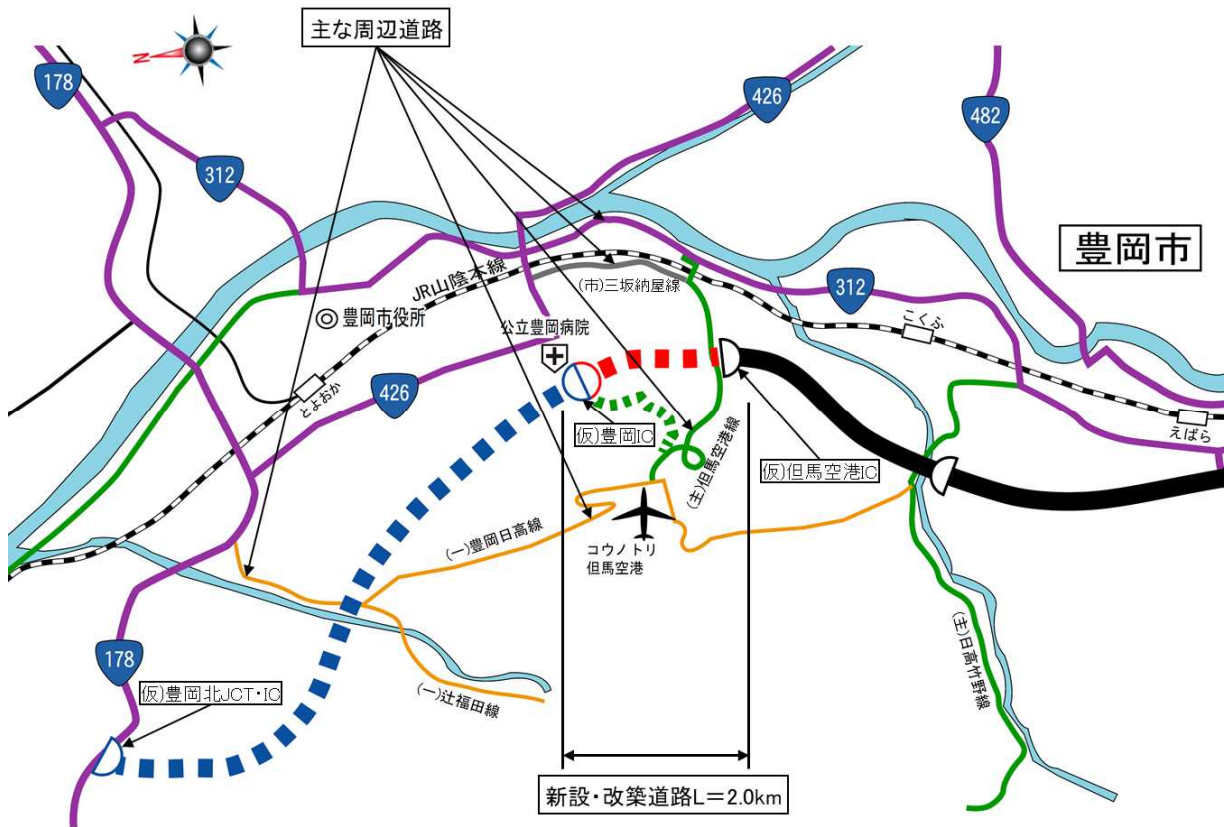 主な周辺道路
N
178
426
482
312
豊岡市
JR山陰本線
(市)三坂納屋線
312
こくふ
◎豊岡市役所
公立豊岡病院
とよおか
426
えばら
仮)豊岡IC
(主)但馬空港線
仮)但馬空港IC
(一)豊岡日高線
コウノトリ
但馬空港
(主)日高竹野線
178
仮)豊岡北JCT・IC
(一)辻福田線
新設・改築道路L=2.0km